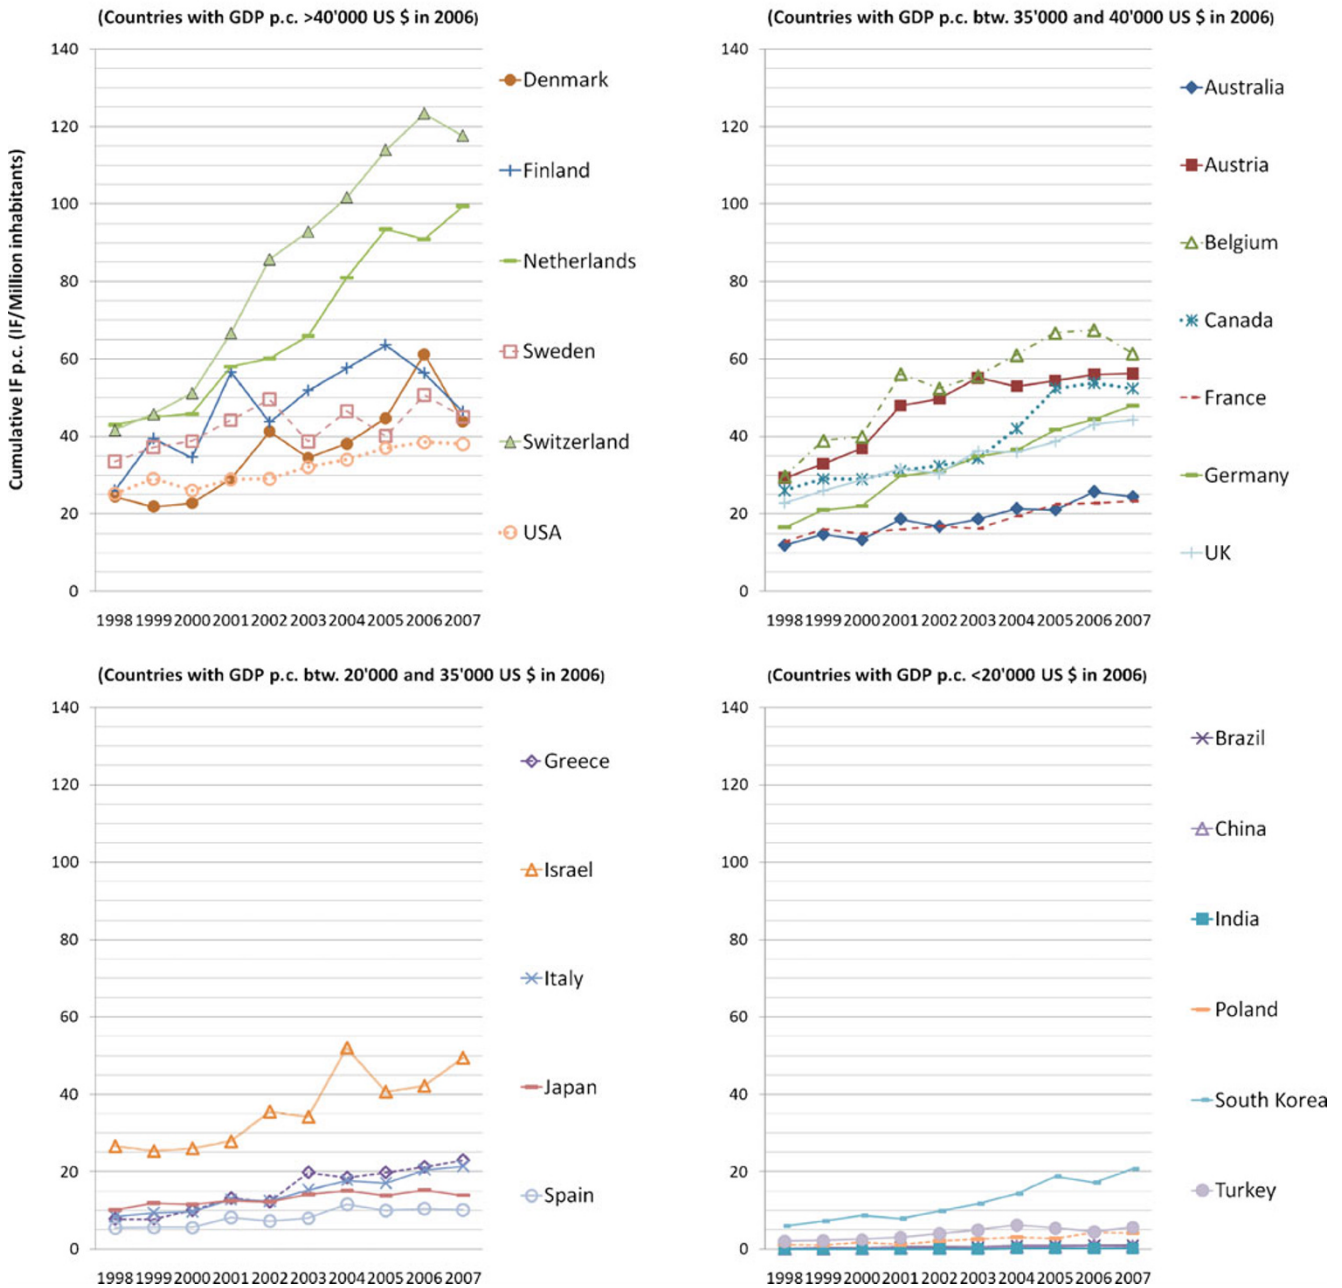 (Countries with GDP p.c. >40'000 US $ in 2006)
Cumulative IF p.c. (IF/Million inhabitants)
140
120
100
80
60
40
20
0
1998 1999 2000 2001 2002 2003 2004 2005 2006 2007
Denmark
Finland
Netherlands
Sweden
Switzerland
USA
(Countries with GDP p.c. btw. 35'000 and 40'000 US $ in 2006)
140
120
100
80
60
40
20
0
1998 1999 2000 2001 2002 2003 2004 2005 2006 2007
Australia
Austria
Belgium
Canada
France
Germany
UK
(Countries with GDP p.c. btw. 20'000 and 35'000 US $ in 2006)
140
120
100
80
60
40
20
0
1998 1999 2000 2001 2002 2003 2004 2005 2006 2007
Greece
Israel
Italy
Japan
Spain
(Countries with GDP p.c. <20'000 US $ in 2006)
140
120
100
80
60
40
20
0
1998 1999 2000 2001 2002 2003 2004 2005 2006 2007
Brazil
China
India
Poland
South Korea
Turkey